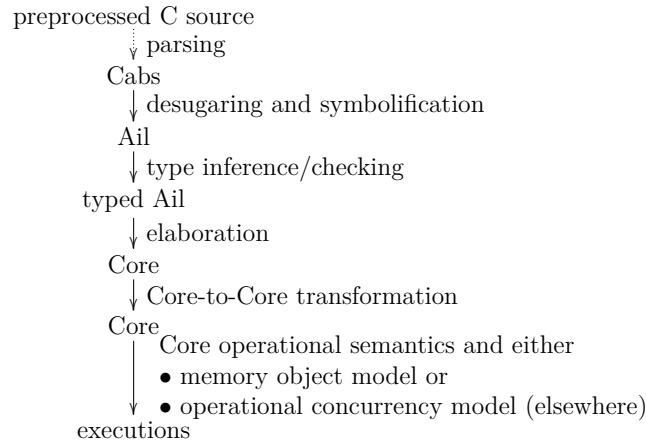 preprocessed C source
parsing
Cabs
desugaring and symbolification
Ail
type inference/checking
typed Ail
elaboration
Core
Core-to-Core transformation
Core
Core operational semantics and either
• memory object model or
• operational concurrency model (elsewhere)
executions